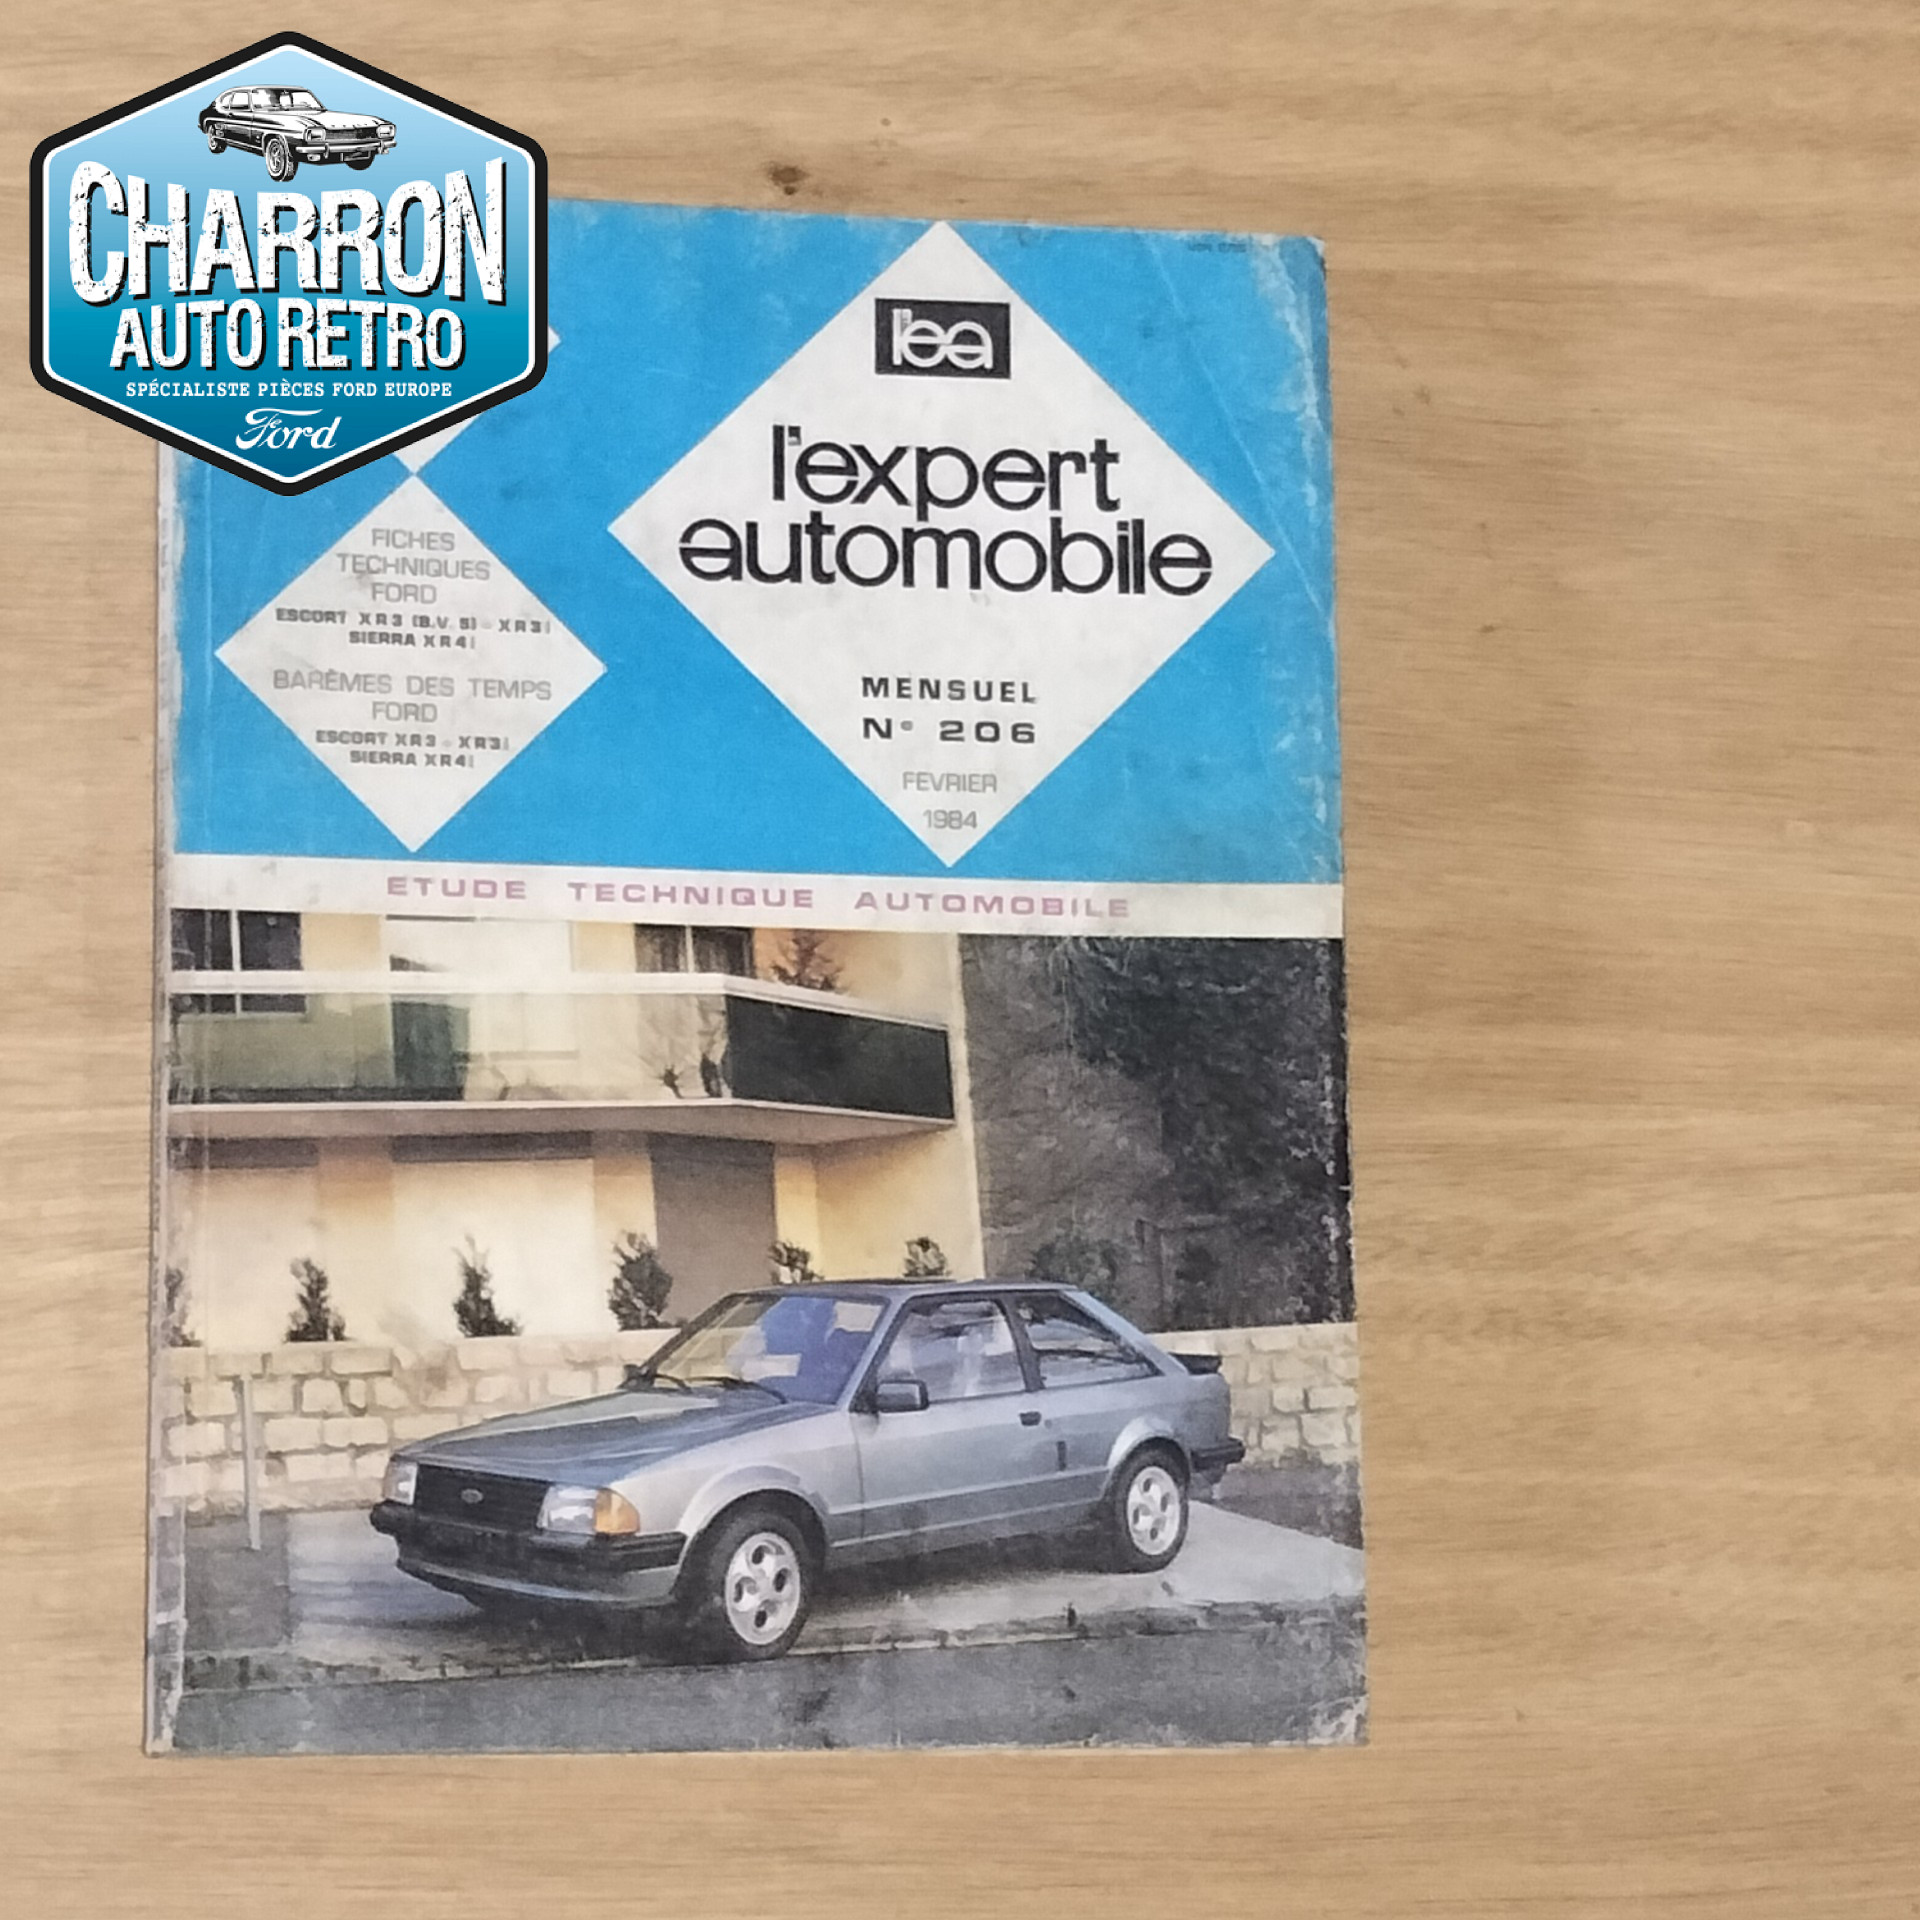 CHARRON
AUTO RETRO
SPÉCIALISTE PIÈCES FORD EUROPE
Ford
l'ea
l'expert
automobile
MENSUEL
N° 206
FEVRIER
1984
FICHES
TECHNIQUES
FORD
ESCORT XR3 (B.V. 5) - XR3i
SIERRA XR4i
BARÈMES DES TEMPS
FORD
ESCORT XR3 - XR3i
SIERRA XR4i
ETUDE TECHNIQUE AUTOMOBILE